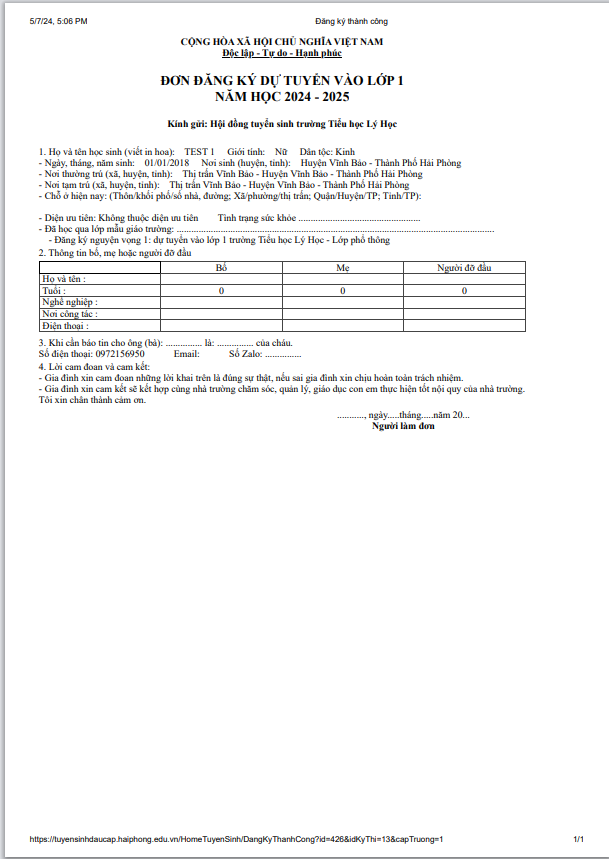 5/7/24, 5:06 PM Đăng ký thành công
CỘNG HÒA XÃ HỘI CHỦ NGHĨA VIỆT NAM
Độc lập - Tự do - Hạnh phúc
ĐƠN ĐĂNG KÝ DỰ TUYỂN VÀO LỚP 1
NĂM HỌC 2024 - 2025
Kính gửi: Hội đồng tuyển sinh trường Tiểu học Lý Học
1. Họ và tên học sinh (viết in hoa): TEST 1 Giới tính: Nữ Dân tộc: Kinh
- Ngày, tháng, năm sinh: 01/01/2018 Nơi sinh (huyện, tỉnh): Huyện Vĩnh Bảo - Thành Phố Hải Phòng
- Nơi thường trú (xã, huyện, tỉnh): Thị trấn Vĩnh Bảo - Huyện Vĩnh Bảo - Thành Phố Hải Phòng
- Nơi tạm trú (xã, huyện, tỉnh): Thị trấn Vĩnh Bảo - Huyện Vĩnh Bảo - Thành Phố Hải Phòng
- Chỗ ở hiện nay: (Thôn/khối phố/số nhà, đường; Xã/phường/thị trấn; Quận/Huyện/TP; Tỉnh/TP):
- Diện ưu tiên: Không thuộc diện ưu tiên Tình trạng sức khỏe ................................................
- Đã học qua lớp mẫu giáo trường: ................................................................................................................................
- Đăng ký nguyện vọng 1: dự tuyển vào lớp 1 trường Tiểu học Lý Học - Lớp phổ thông
2. Thông tin bố, mẹ hoặc người đỡ đầu
Bố Mẹ Người đỡ đầu
Họ và tên :
Tuổi : 0 0 0
Nghề nghiệp :
Nơi công tác :
Điện thoại :
3. Khi cần báo tin cho ông (bà): ............... là: ............... của cháu.
Số điện thoại: 0972156950 Email: Số Zalo: ...............
4. Lời cam đoan và cam kết:
- Gia đình xin cam đoan những lời khai trên là đúng sự thật, nếu sai gia đình xin chịu hoàn toàn trách nhiệm.
- Gia đình xin cam kết sẽ kết hợp cùng nhà trường chăm sóc, quản lý, giáo dục con em thực hiện tốt nội quy của nhà trường.
Tôi xin chân thành cảm ơn.
............, ngày.....tháng.....năm 20...
Người làm đơn
https://tuyensinhdaucap.haiphong.edu.vn/HomeTuyenSinh/DangKyThanhCong?id=426&idKyThi=13&capTruong=1 1/1